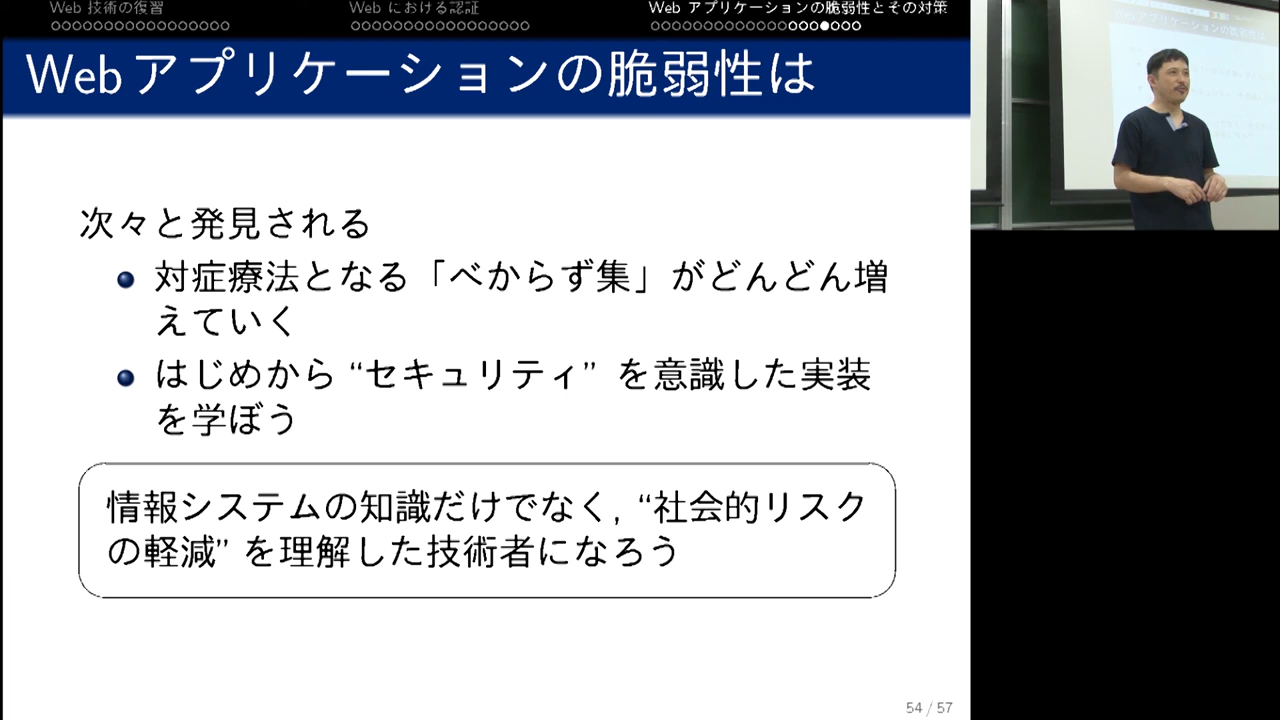 Web 技術の復習
Web における認証
Web アプリケーションの脆弱性とその対策
Webアプリケーションの脆弱性は
次々と発見される
対症療法となる「べからず集」がどんどん増
えていく
はじめから “セキュリティ” を意識した実装
を学ぼう
情報システムの知識だけでなく, “社会的リスク
の軽減” を理解した技術者になろう
54 / 57